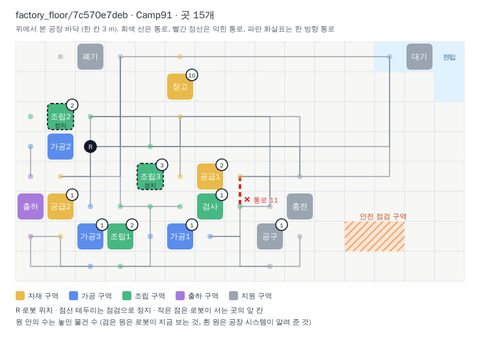 factory_floor/7c570e7deb · Camp91 · 곳 15개
위에서 본 공장 바닥 (한 칸 3 m). 회색 선은 통로, 빨간 점선은 막힌 통로, 파란 화살표는 한 방향 통로
폐기
대기
진입
창고
10
조립2
2
정지
가공2
R
조립3
3
정지
공급1
2
✕ 통로 11
출하
공급2
1
검사
1
충전
안전 점검 구역
가공3
1
조립1
2
가공1
1
공구
1
자재 구역
가공 구역
조립 구역
출하 구역
지원 구역
R 로봇 위치 · 점선 테두리는 점검으로 정지 · 작은 점은 로봇이 서는 곳의 앞 칸
원 안의 수는 놓인 물건 수 (검은 원은 로봇이 지금 보는 것, 흰 원은 공장 시스템이 알려 준 것)